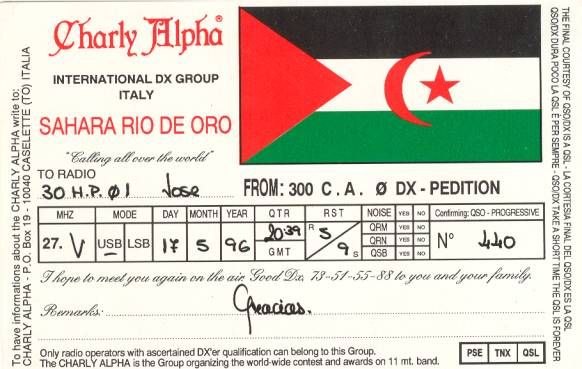 Charly Alpha®
INTERNATIONAL DX GROUP
ITALY
SAHARA RIO DE ORO
"Calling all over the world"
TO RADIO
30 H.P. Ø1 Jose
FROM: 300 C. A. Ø DX - PEDITION
MHZ MODE DAY MONTH YEAR QTR RST NOISE YES NO Confirming: QSO - PROGRESSIVE
27. V USB LSB 17 5 96 20:39 GMT R 5 9 S
QRM YES NO
QRN YES NO
QSB YES NO
N° 440
I hope to meet you again on the air. Good Dx. 73-51-55-88 to you and your family.
Remarks: Gracias.
Only radio operators with ascertained DX'er qualification can belong to this Group.
The CHARLY ALPHA is the Group organizing the world-wide contest and awards on 11 mt. band.
PSE TNX QSL
To have informations about the CHARLY ALPHA write to:
CHARLY ALPHA - P.O. Box 19 - 10040 CASELETTE (TO) ITALIA
THE FINAL COURTESY OF QSO/DX IS A QSL - LA CORTESIA FINAL DEL QSO/DX ES LA QSL
QSO/DX DURA POCO LA QSL È PER SEMPRE - QSO/DX TAKE A SHORT TIME THE QSL IS FOREVER